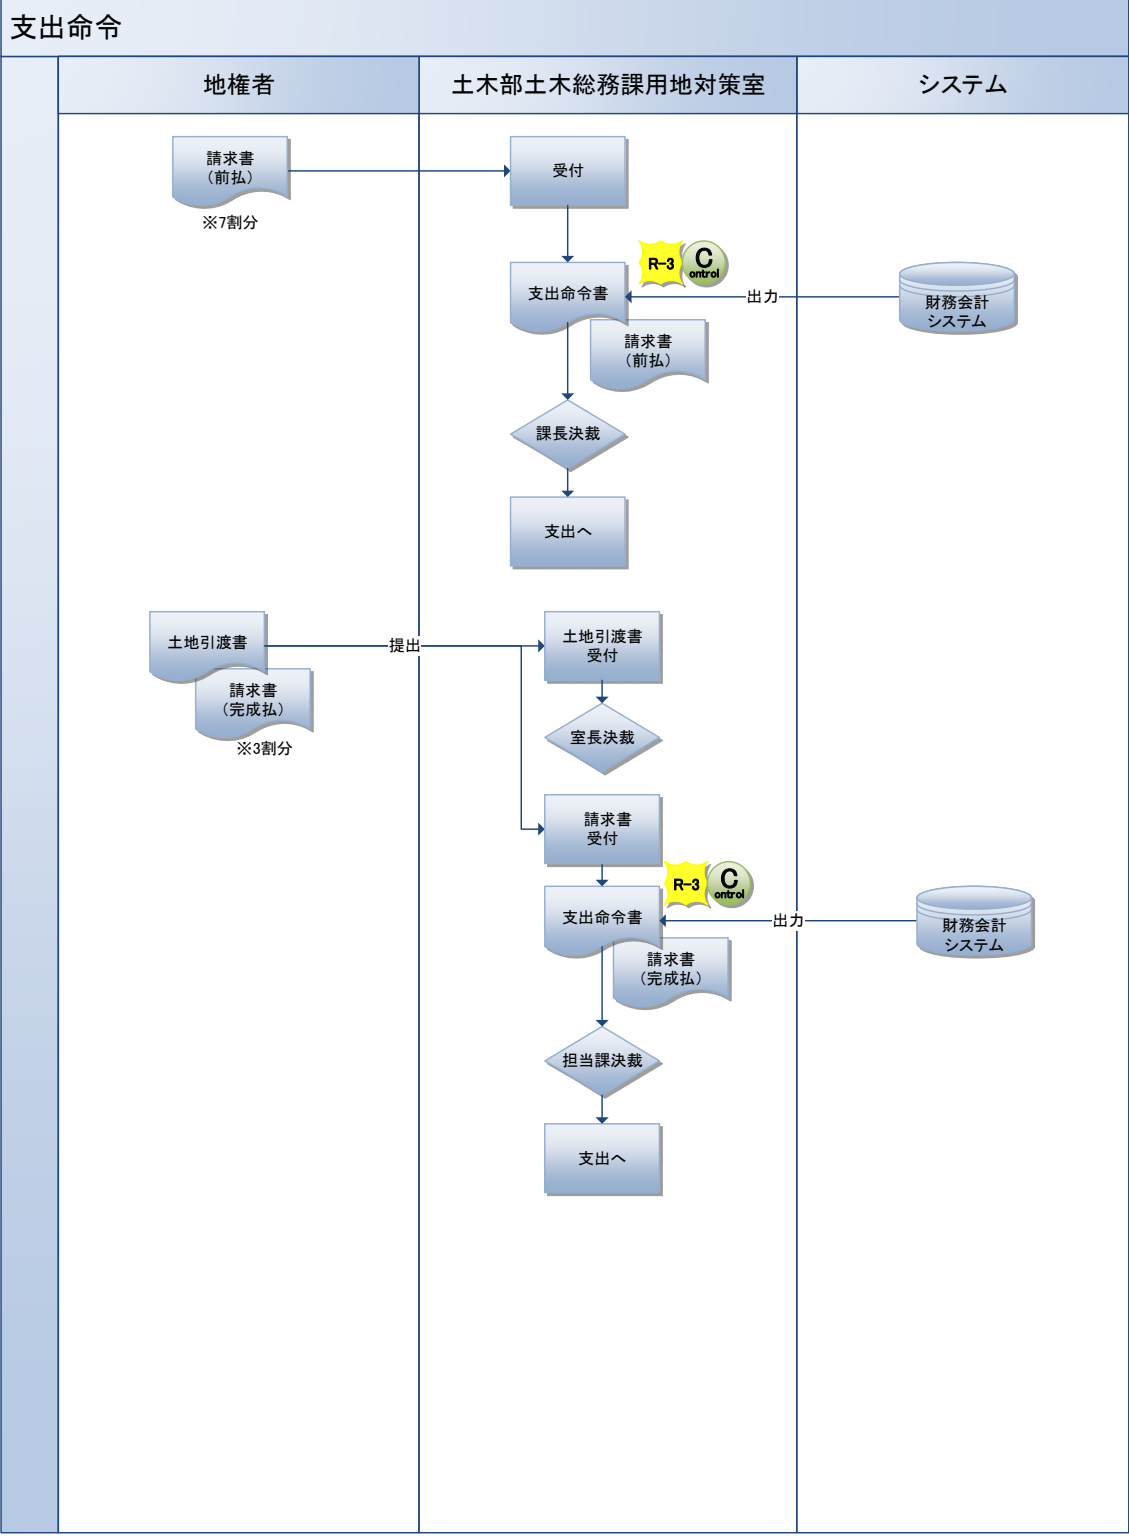 支出命令
地権者
土木部土木総務課用地対策室
システム
請求書
（前払）
※7割分
受付
R-3
C
ontrol
支出命令書
出力
財務会計
システム
請求書
（前払）
課長決裁
支出へ
土地引渡書
提出
土地引渡書
受付
請求書
（完成払）
※3割分
室長決裁
請求書
受付
R-3
C
ontrol
支出命令書
出力
財務会計
システム
請求書
（完成払）
担当課決裁
支出へ